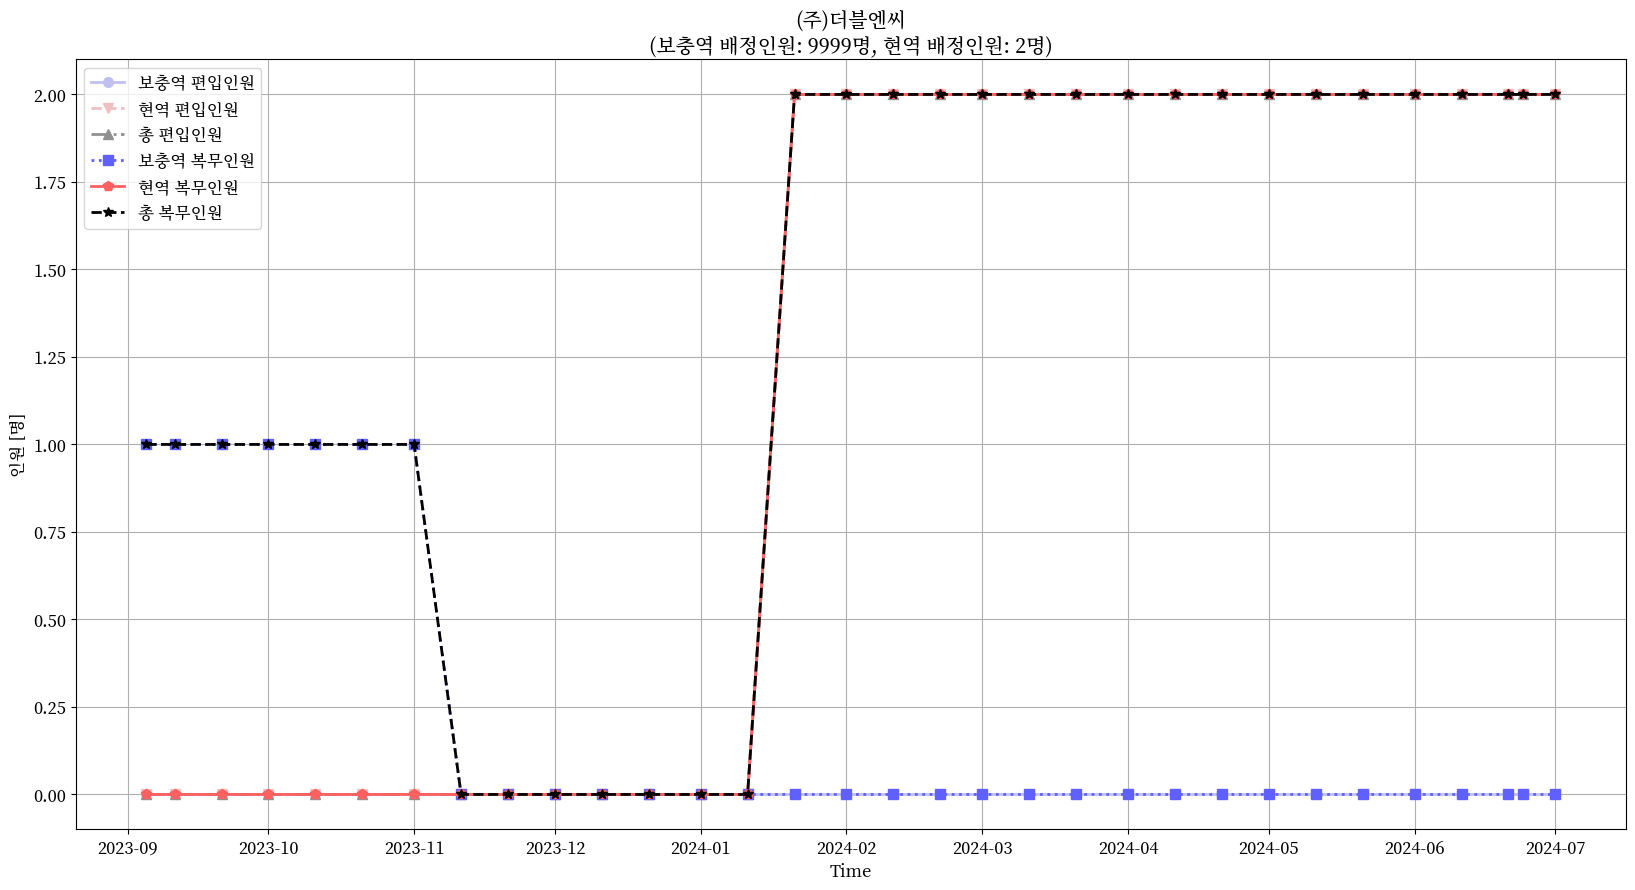 (주)더블엔씨
(보충역 배정인원: 9999명, 현역 배정인원: 2명)
보충역 편입인원
현역 편입인원
총 편입인원
보충역 복무인원
현역 복무인원
총 복무인원
2.00
1.75
1.50
1.25
1.00
0.75
0.50
0.25
0.00
인원 [명]
2023-09 2023-10 2023-11 2023-12 2024-01 2024-02 2024-03 2024-04 2024-05 2024-06 2024-07
Time